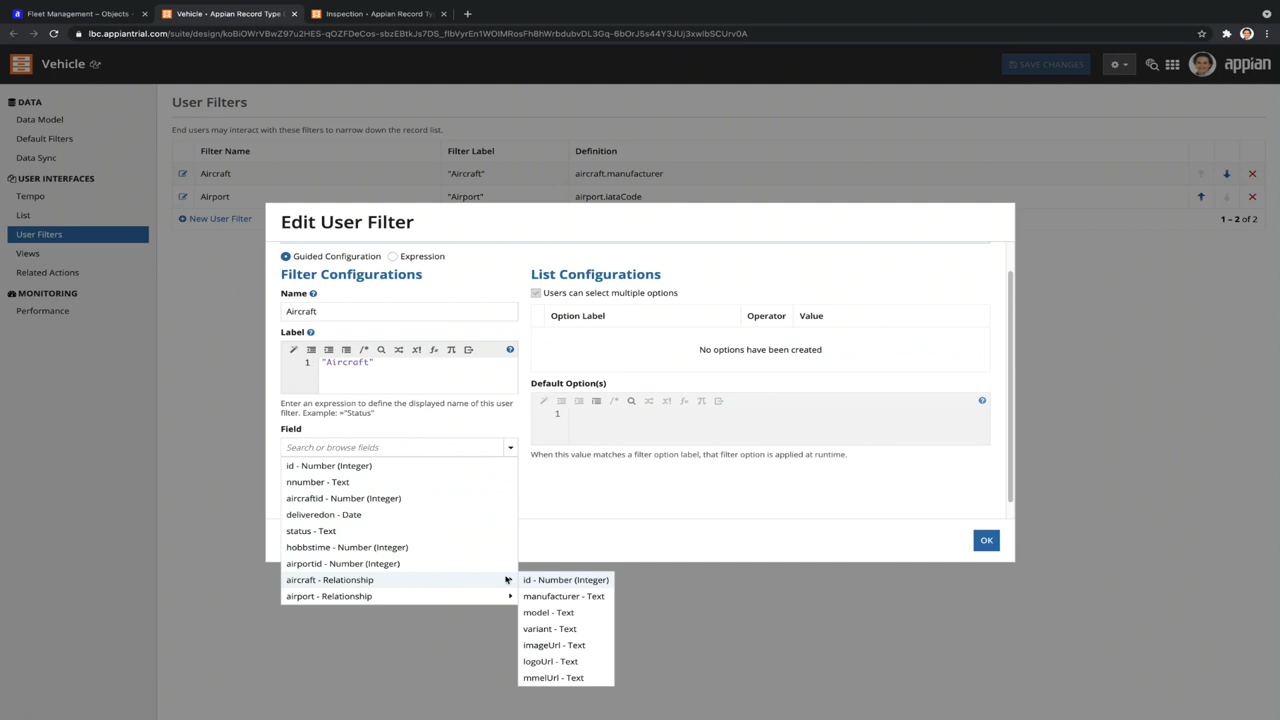 Fleet Management – Objects -
Vehicle • Appian Record Type
Inspection • Appian Record Typ
Vehicle
SAVE CHANGES
appian
DATA
Data Model
Default Filters
Data Sync
USER INTERFACES
Tempo
List
User Filters
Views
Related Actions
MONITORING
Performance
User Filters
End users may interact with these filters to narrow down the record list.
Filter Name Filter Label Definition
Aircraft "Aircraft" aircraft.manufacturer
Airport "Airport" airport.iataCode
New User Filter
1 – 2 of 2
Edit User Filter
Guided Configuration Expression
Filter Configurations
Name
Aircraft
Label
1 "Aircraft"
Enter an expression to define the displayed name of this user
filter. Example: ="Status"
Field
Search or browse fields
id - Number (Integer)
nnumber - Text
aircraftid - Number (Integer)
deliveredon - Date
status - Text
hobbstime - Number (Integer)
airportid - Number (Integer)
aircraft - Relationship
airport - Relationship
id - Number (Integer)
manufacturer - Text
model - Text
variant - Text
imageUrl - Text
logoUrl - Text
mmelUrl - Text
List Configurations
Users can select multiple options
Option Label Operator Value
No options have been created
Default Option(s)
1
When this value matches a filter option label, that filter option is applied at runtime.
OK